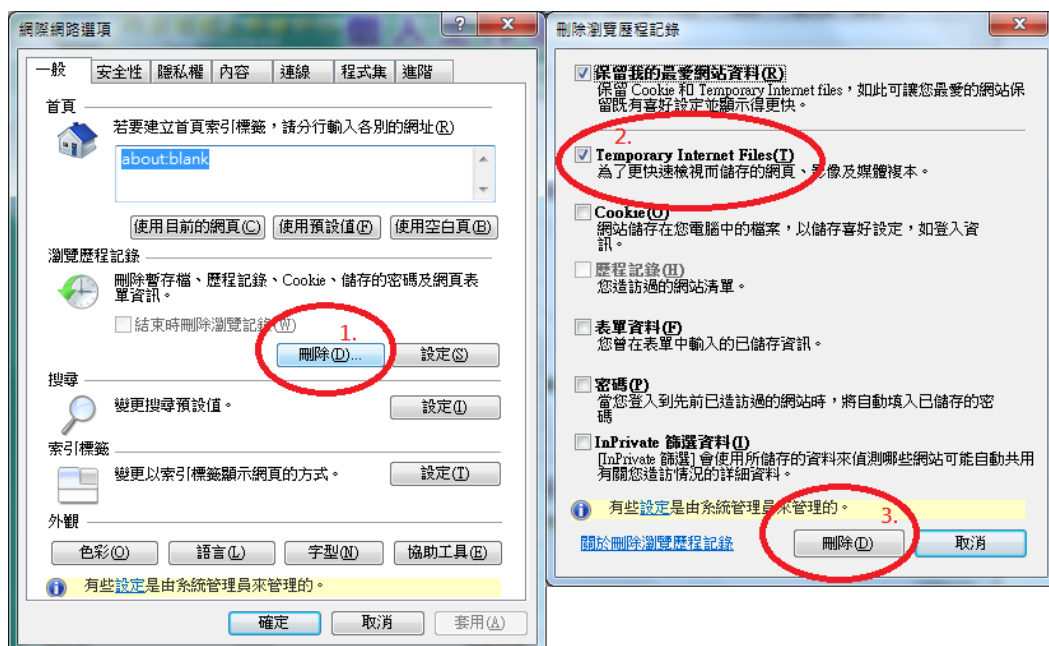 網際網路選項
一般
安全性
隱私權
內容
連線
程式集
進階
首頁
若要建立首頁索引標籤，請分行輸入各別的網址(R)
about:blank
使用目前的網頁(C)
使用預設值(F)
使用空白頁(B)
瀏覽歷程記錄
刪除暫存檔、歷程記錄、Cookie、儲存的密碼及網頁表
單資訊。
結束時刪除瀏覽記錄(W)
1.
刪除(D)...
設定(S)
搜尋
變更搜尋預設值。
設定(I)
索引標籤
變更以索引標籤顯示網頁的方式。
設定(T)
外觀
色彩(O)
語言(L)
字型(N)
協助工具(E)
有些設定是由系統管理員來管理的。
確定
取消
套用(A)
刪除瀏覽歷程記錄
保留我的最愛網站資料(R)
保留 Cookie 和 Temporary Internet files，如此可讓您最愛的網站保
留既有喜好設定並顯示得更快。
2.
Temporary Internet Files(T)
為了更快速檢視而儲存的網頁、影像及媒體複本。
Cookie(O)
網站儲存在您電腦中的檔案，以儲存喜好設定，如登入資
訊。
歷程記錄(H)
您造訪過的網站清單。
表單資料(F)
您曾在表單中輸入的已儲存資訊。
密碼(P)
當您登入到先前已造訪過的網站時，將自動填入已儲存的密
碼
InPrivate 篩選資料(I)
[InPrivate 篩選] 會使用所儲存的資料來偵測哪些網站可能自動共用
有關您造訪情況的詳細資料。
有些設定是由系統管理員來管理的。
3.
關於刪除瀏覽歷程記錄
刪除(D)
取消